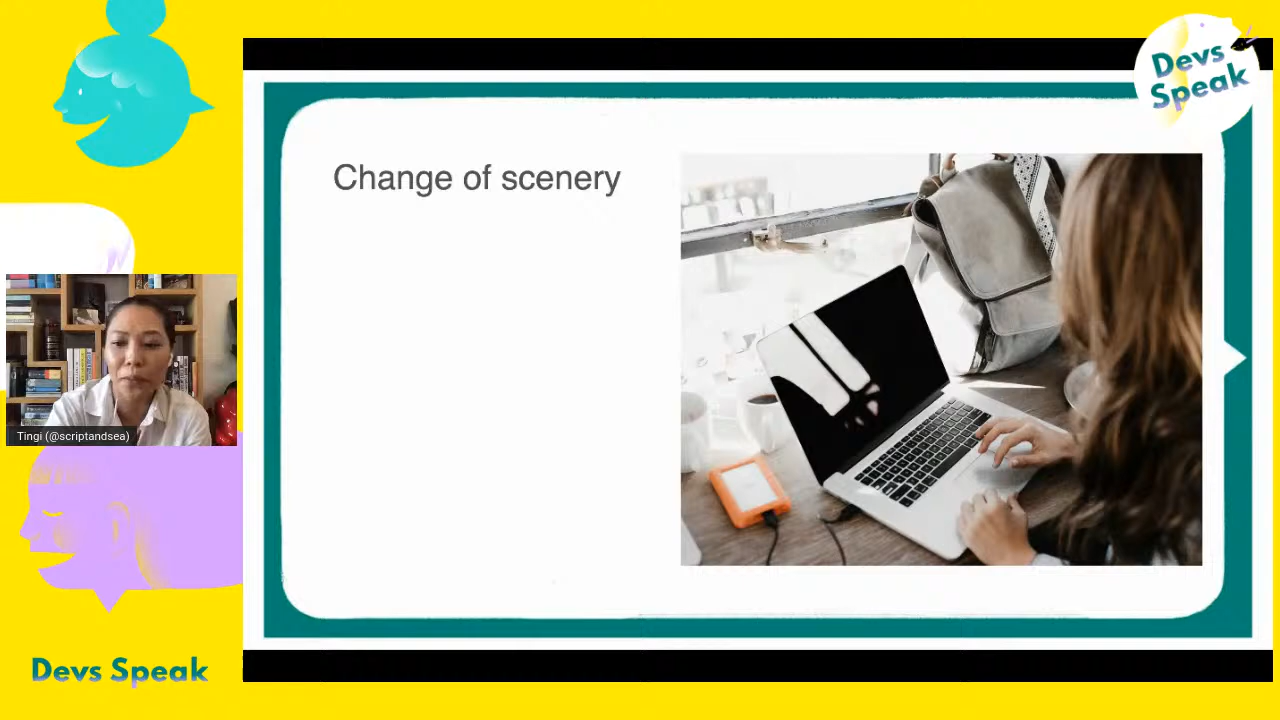 Devs
Speak
Change of scenery
Tingi (@scriptandsea)
Devs Speak